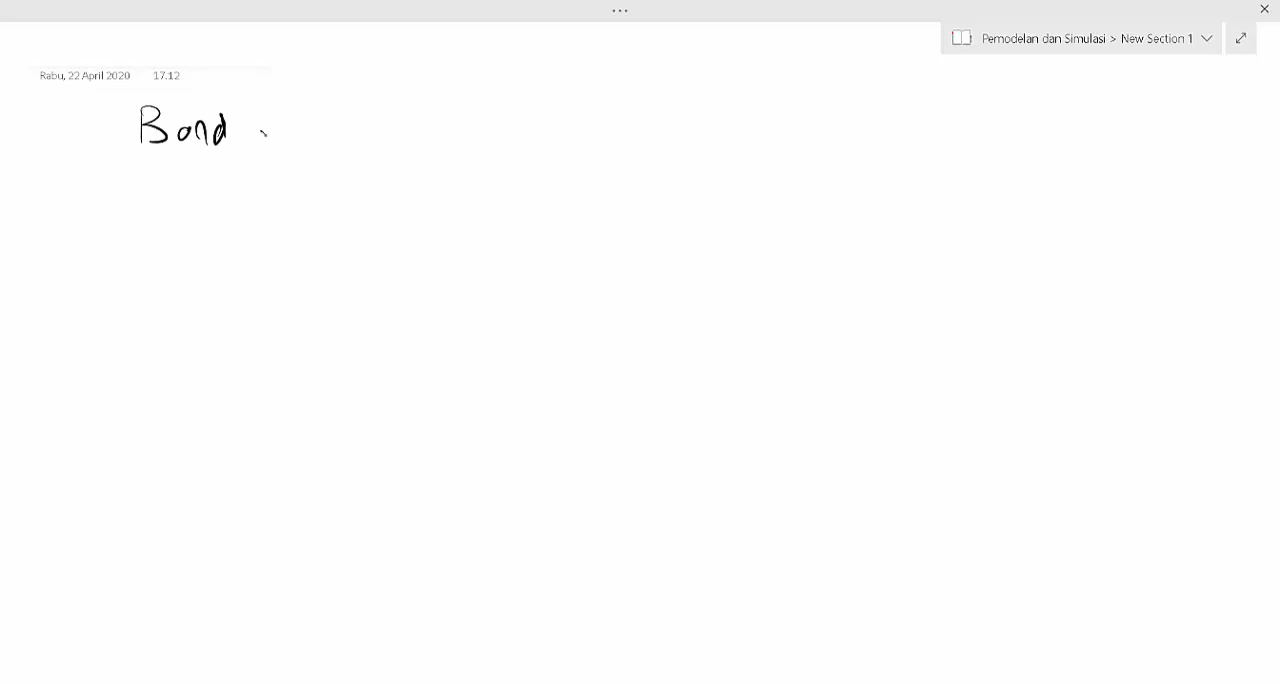 Pemodelan dan Simulasi > New Section 1
Rabu, 22 April 2020 17.12
Bond